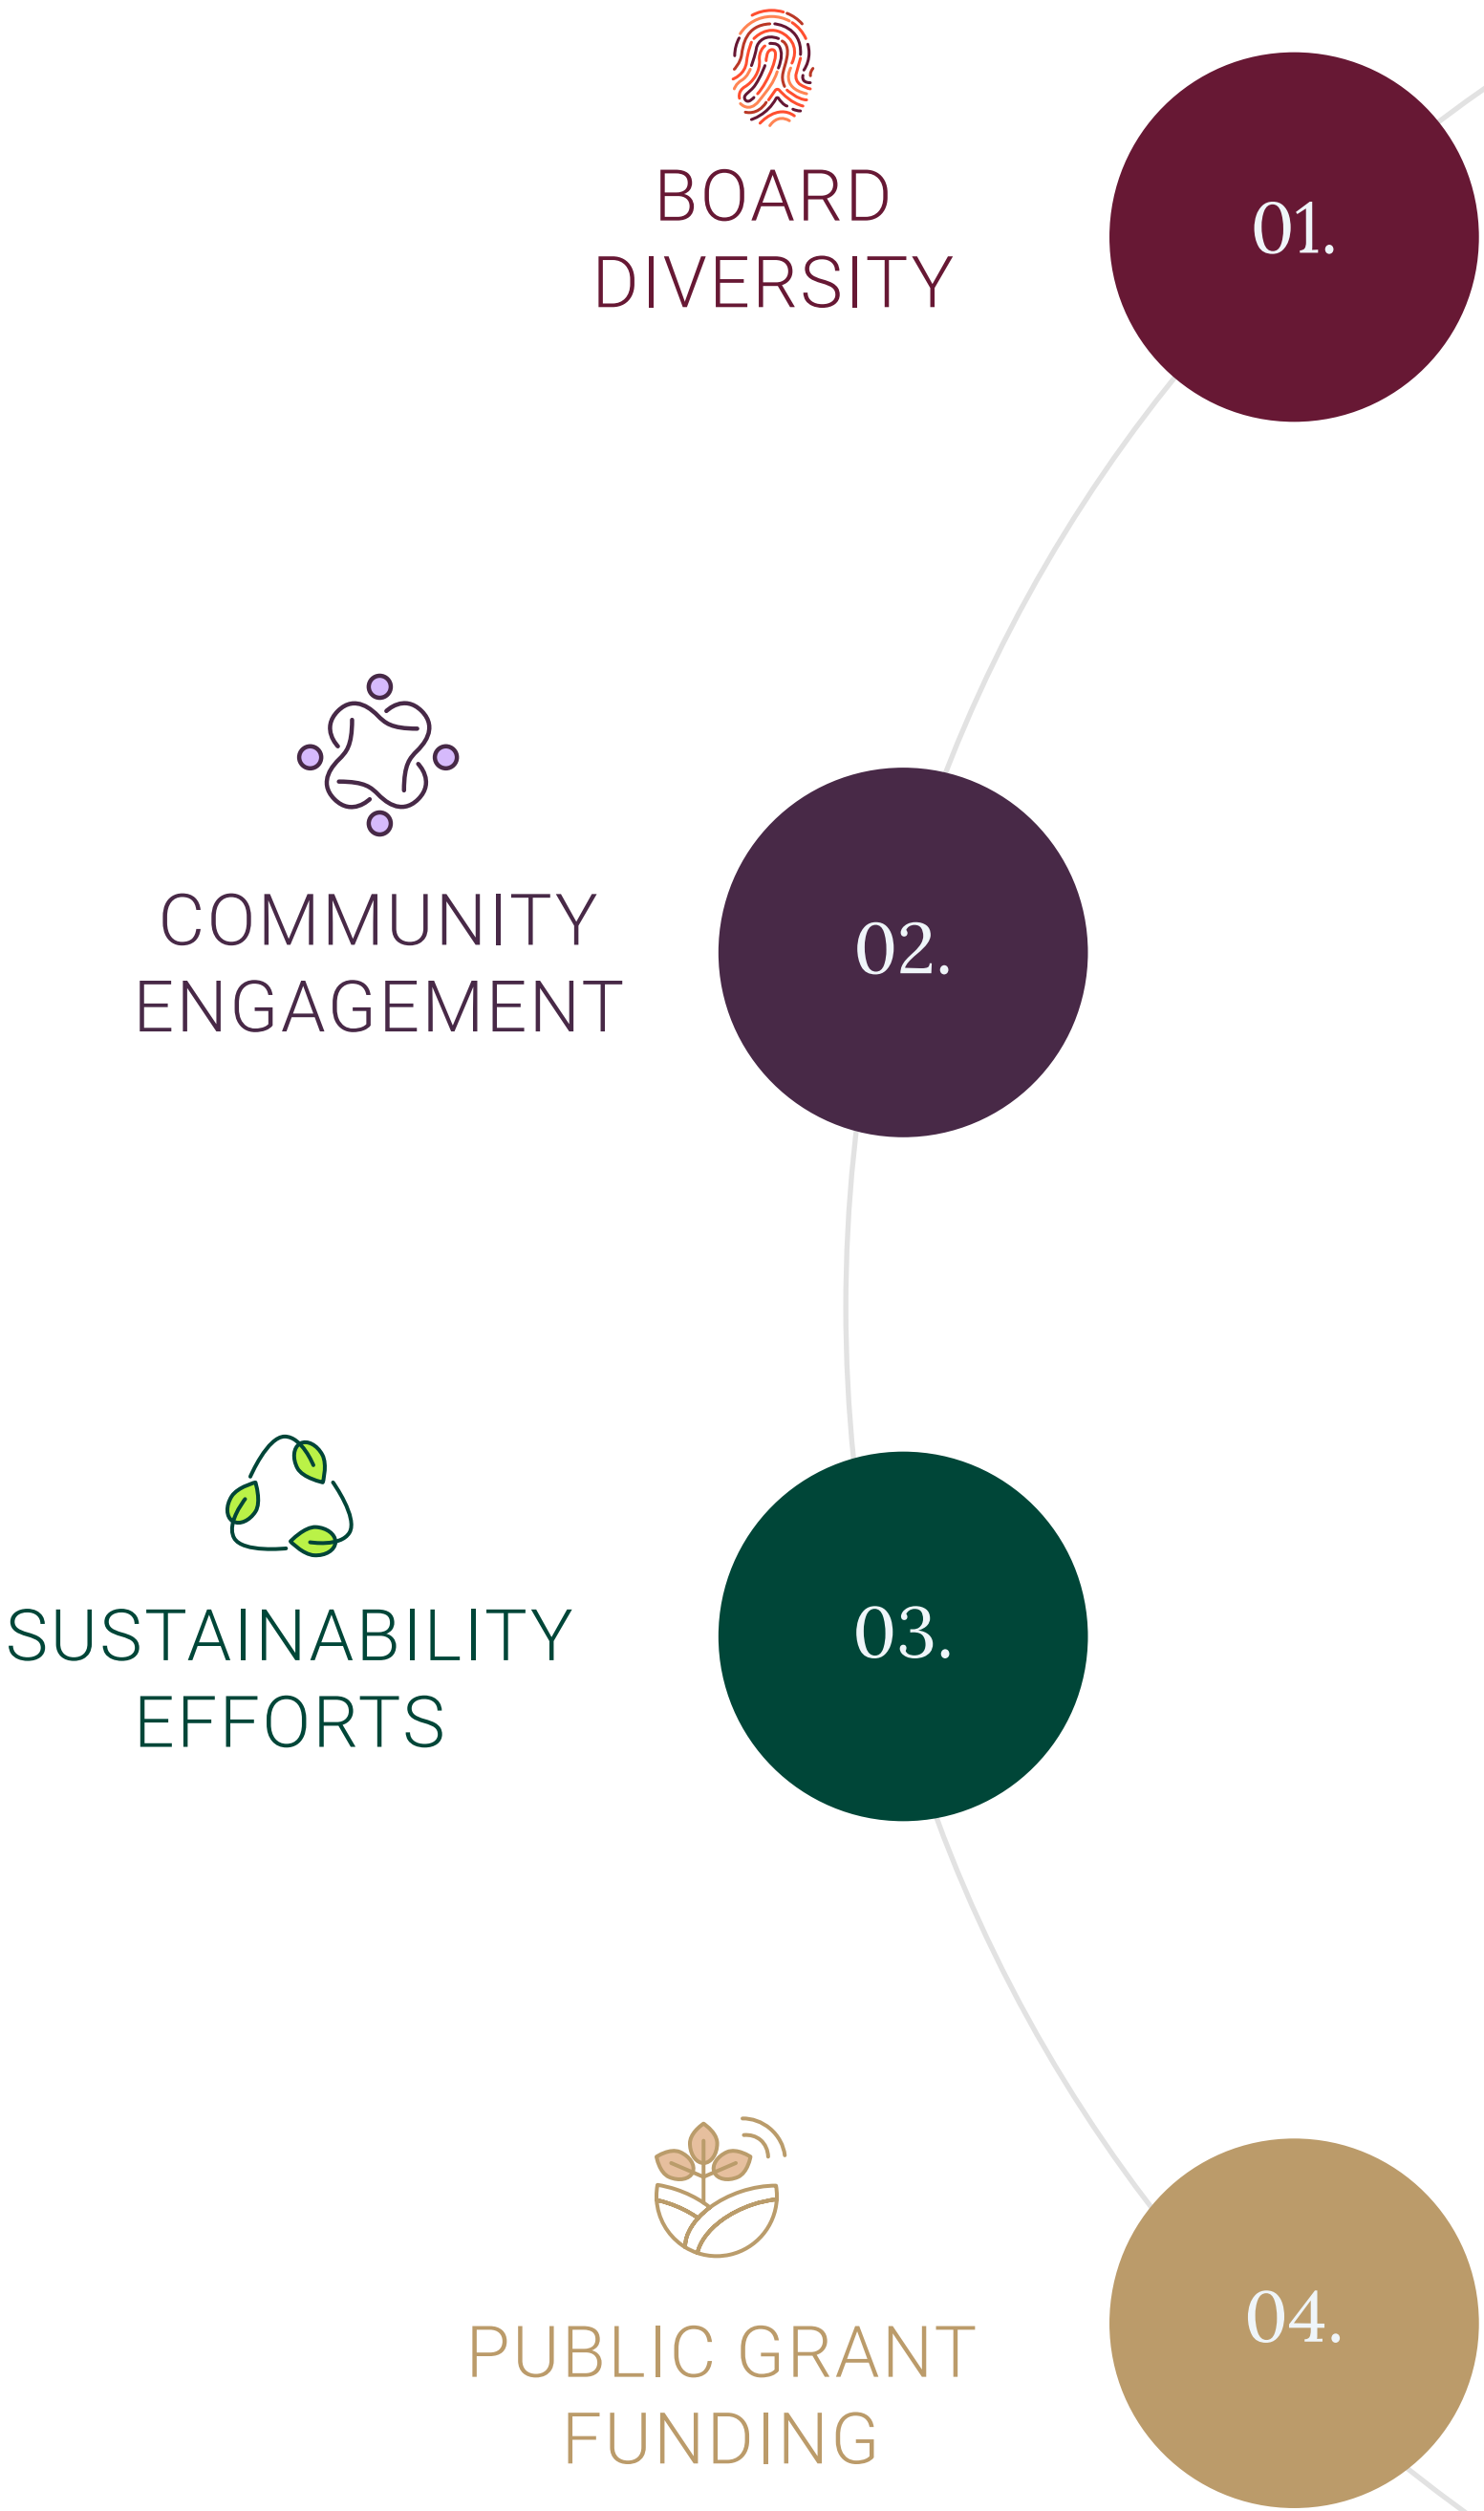 BOARD
DIVERSITY
01.
COMMUNITY
ENGAGEMENT
02.
SUSTAINABILITY
EFFORTS
03.
PUBLIC GRANT
FUNDING
04.